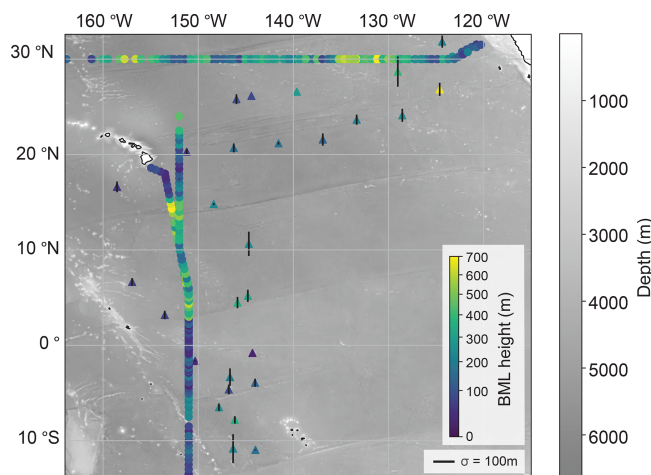 160 °W 150 °W 140 °W 130 °W 120 °W
30 °N
20 °N
10 °N
0 °
10 °S
700
600
500
400
300
200
100
0
BML height (m)
σ = 100m
1000
2000
3000
4000
5000
6000
Depth (m)